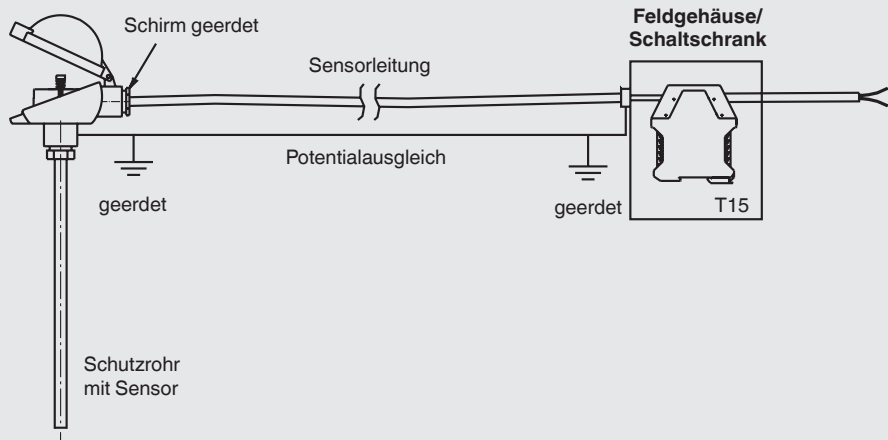 Schirm geerdet
Feldgehäuse/
Schaltschrank
Sensorleitung
Potentialausgleich
geerdet
geerdet
T15
Schutzrohr
mit Sensor